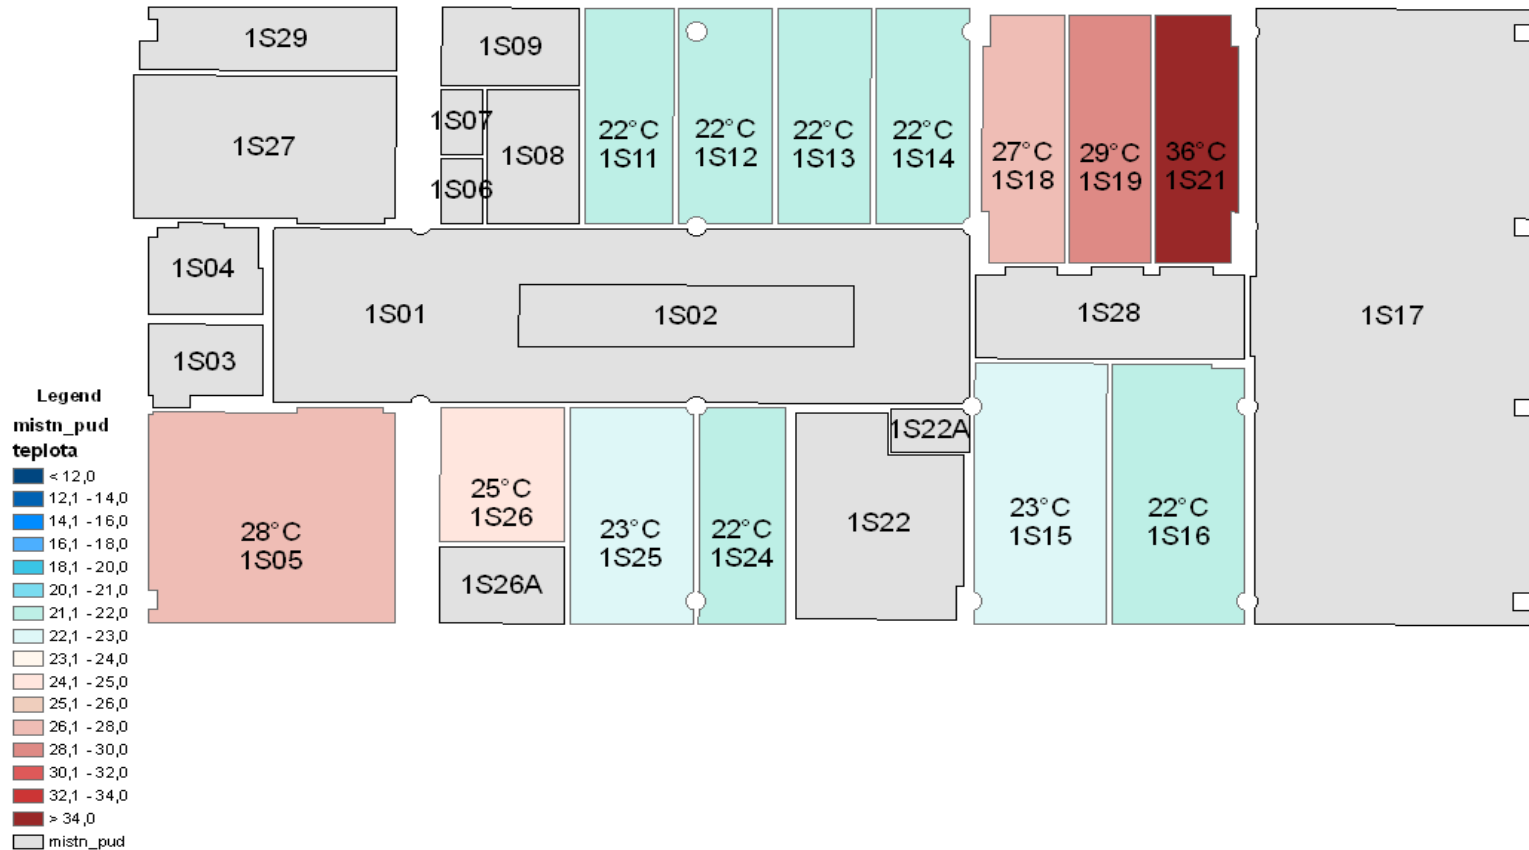 1S29
1S09
1S27
1S07
1S08
1S06
22°C
1S11
22°C
1S12
22°C
1S13
22°C
1S14
27°C
1S18
29°C
1S19
36°C
1S21
1S04
1S01
1S02
1S28
1S17
1S03
28°C
1S05
25°C
1S26
1S26A
23°C
1S25
22°C
1S24
1S22
1S22A
23°C
1S15
22°C
1S16
Legend
mistn_pud
teplota
< 12,0
12,1 - 14,0
14,1 - 16,0
16,1 - 18,0
18,1 - 20,0
20,1 - 21,0
21,1 - 22,0
22,1 - 23,0
23,1 - 24,0
24,1 - 25,0
25,1 - 26,0
26,1 - 28,0
28,1 - 30,0
30,1 - 32,0
32,1 - 34,0
> 34,0
mistn_pud